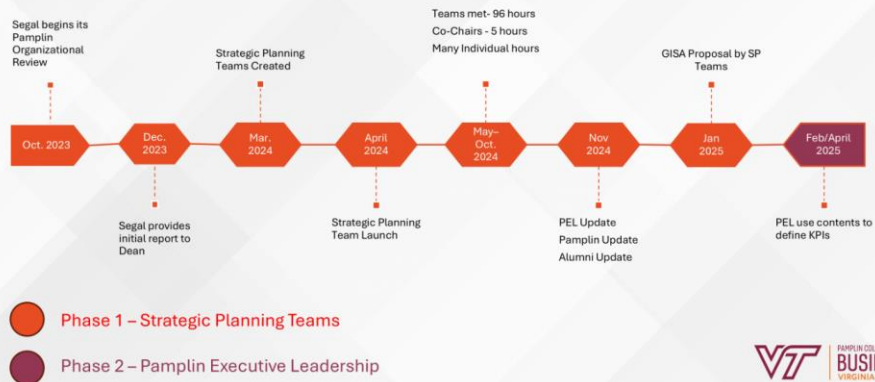 Segal begins its
Pamplin
Organizational
Review
Strategic Planning
Teams Created
Teams met- 96 hours
Co-Chairs - 5 hours
Many Individual hours
GISA Proposal by SP
Teams
Oct. 2023
Dec.
2023
Mar.
2024
April
2024
May–
Oct.
2024
Nov
2024
Jan
2025
Feb/April
2025
Segal provides
initial report to
Dean
Strategic Planning
Team Launch
PEL Update
Pamplin Update
Alumni Update
PEL use contents to
define KPIs
Phase 1 – Strategic Planning Teams
Phase 2 – Pamplin Executive Leadership
VT
PAMPLIN
VIRGINIA